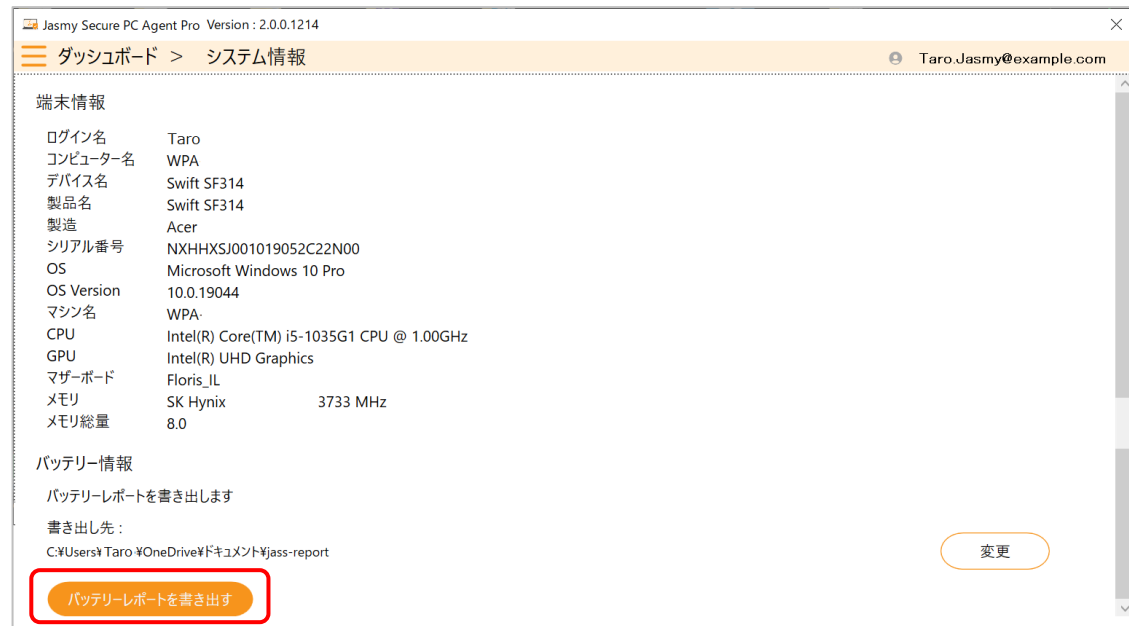 Jasmy Secure PC Agent Pro Version : 2.0.0.1214
ダッシュボード > システム情報 Taro.Jasmy@example.com
端末情報
ログイン名 Taro
コンピューター名 WPA
デバイス名 Swift SF314
製品名 Swift SF314
製造 Acer
シリアル番号 NXHHXSJ001019052C22N00
OS Microsoft Windows 10 Pro
OS Version 10.0.19044
マシン名 WPA
CPU Intel(R) Core(TM) i5-1035G1 CPU @ 1.00GHz
GPU Intel(R) UHD Graphics
マザーボード Floris_IL
メモリ SK Hynix 3733 MHz
メモリ総量 8.0
バッテリー情報
バッテリーレポートを書き出します
書き出し先 :
C:¥Users¥Taro¥OneDrive¥ドキュメント¥jass-report 変更
バッテリーレポートを書き出す